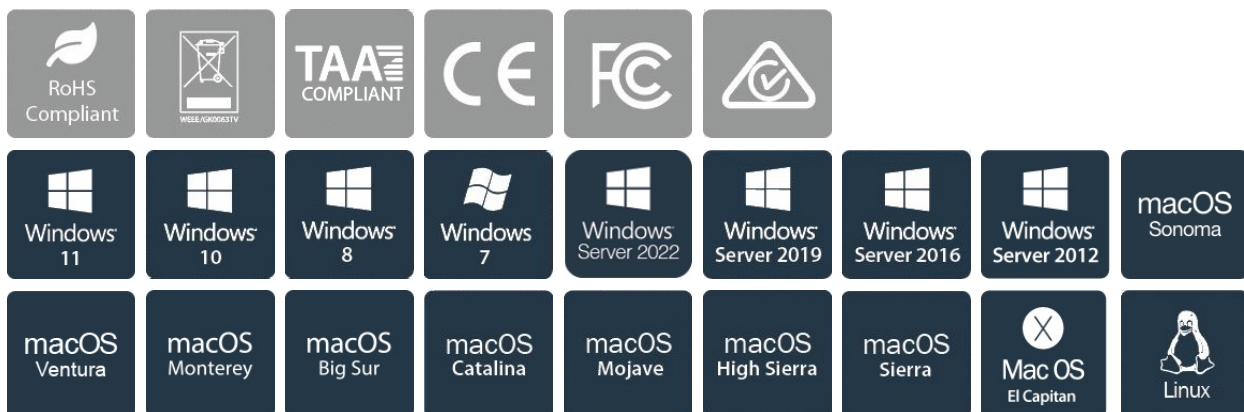 RoHS
Compliant
WEEE/GK0083TV
TAA
COMPLIANT
CE
FC
Windows
11
Windows
10
Windows
8
Windows
7
Windows
Server 2022
Windows
Server 2019
Windows
Server 2016
Windows
Server 2012
macOS
Sonoma
macOS
Ventura
macOS
Monterey
macOS
Big Sur
macOS
Catalina
macOS
Mojave
macOS
High Sierra
macOS
Sierra
X
Mac OS
El Capitan
Linux